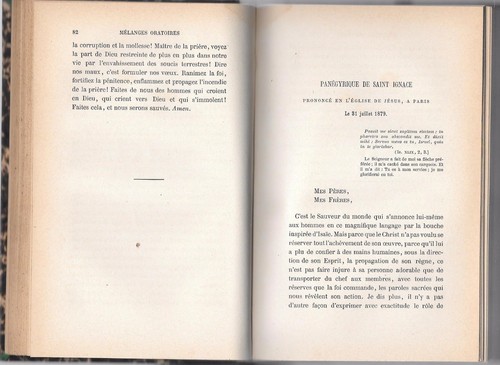 82 MÉLANGES ORATOIRES
la corruption et la mollesse! Maître de la prière, voyez
la part de Dieu restreinte de plus en plus dans notre
vie par l'envahissement des soucis terrestres! Dire
nos maux, c'est formuler nos vœux. Ranimez la foi,
fortifiez la pénitence, enflammez et propagez l'incendie
de la prière! Faites de nous des hommes qui croient
en Dieu, qui crient vers Dieu et qui s'immolent!
Faites cela, et nous serons sauvés. Amen.
PANÉGYRIQUE DE SAINT IGNACE
PRONONCÉ EN L'ÉGLISE DU JÉSUS, A PARIS
Le 31 juillet 1879.
Posuit me sicut sagittam electam; in
pharetra sua abscondit me. Et dixit
mihi: Servus meus es tu, Israel, quia
in te gloriabor.
(Is. XLIX, 2, 3.)
Le Seigneur a fait de moi sa flèche pré-
férée; il m'a caché dans son carquois. Et
il m'a dit: Tu es à mon service; je me
glorifierai en toi.
MES PÈRES,
MES FRÈRES,
C'est le Sauveur du monde qui s'annonce lui-même
aux hommes en ce magnifique langage par la bouche
inspirée d'Isaïe. Mais parce que le Christ n'a pas voulu se
réserver tout l'achèvement de son œuvre, parce qu'il lui
a plu de confier à des mains humaines, sous la direc-
tion de son Esprit, la propagation de son règne, ce
n'est pas faire injure à sa personne adorable que de
transporter du chef aux membres, avec toutes les
réserves que la foi commande, les paroles sacrées qui
nous révèlent son action. Je dis plus, il n'y a pas
d'autre façon d'exprimer avec exactitude le rôle de